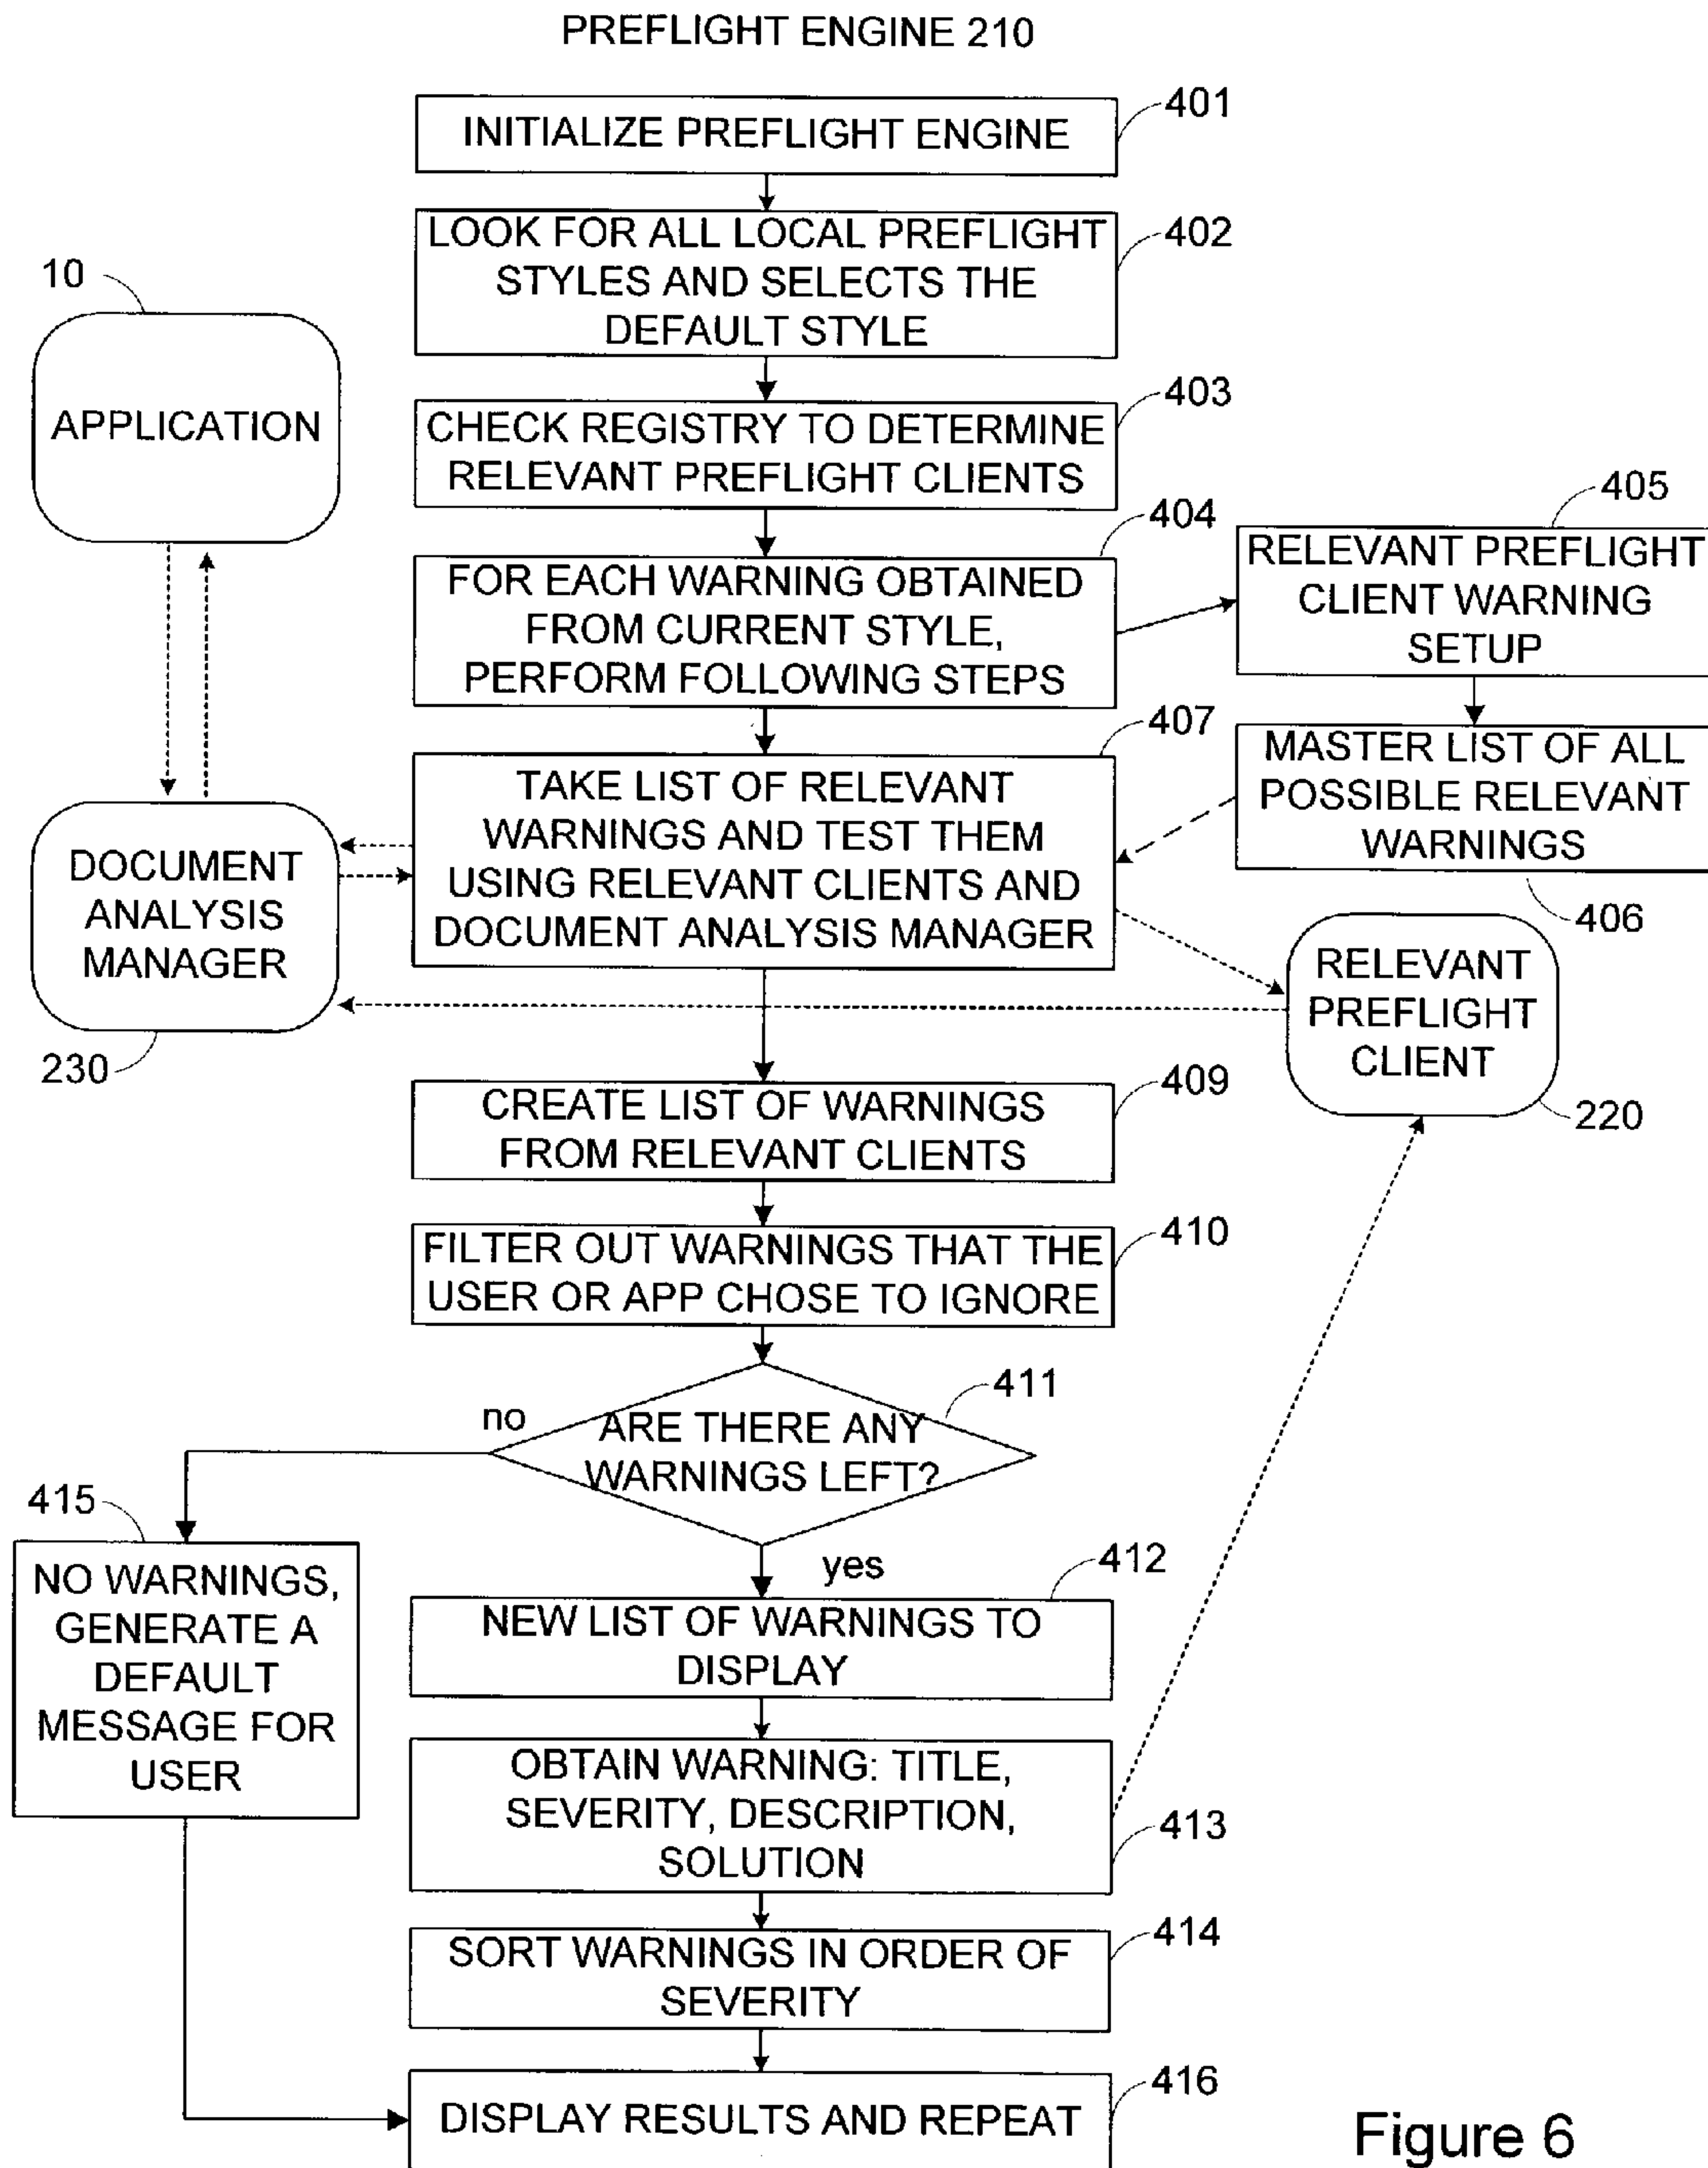 PREFLIGHT ENGINE 210
401
INITIALIZE PREFLIGHT ENGINE
402
LOOK FOR ALL LOCAL PREFLIGHT
STYLES AND SELECTS THE
DEFAULT STYLE
10
APPLICATION
403
CHECK REGISTRY TO DETERMINE
RELEVANT PREFLIGHT CLIENTS
404
FOR EACH WARNING OBTAINED
FROM CURRENT STYLE,
PERFORM FOLLOWING STEPS
405
RELEVANT PREFLIGHT
CLIENT WARNING
SETUP
MASTER LIST OF ALL
POSSIBLE RELEVANT
WARNINGS
406
407
TAKE LIST OF RELEVANT
WARNINGS AND TEST THEM
USING RELEVANT CLIENTS AND
DOCUMENT ANALYSIS MANAGER
DOCUMENT
ANALYSIS
MANAGER
230
RELEVANT
PREFLIGHT
CLIENT
220
409
CREATE LIST OF WARNINGS
FROM RELEVANT CLIENTS
410
FILTER OUT WARNINGS THAT THE
USER OR APP CHOSE TO IGNORE
411
no
ARE THERE ANY
WARNINGS LEFT?
yes
415
NO WARNINGS,
GENERATE A
DEFAULT
MESSAGE FOR
USER
412
NEW LIST OF WARNINGS TO
DISPLAY
OBTAIN WARNING: TITLE,
SEVERITY, DESCRIPTION,
SOLUTION
413
414
SORT WARNINGS IN ORDER OF
SEVERITY
416
DISPLAY RESULTS AND REPEAT
Figure 6